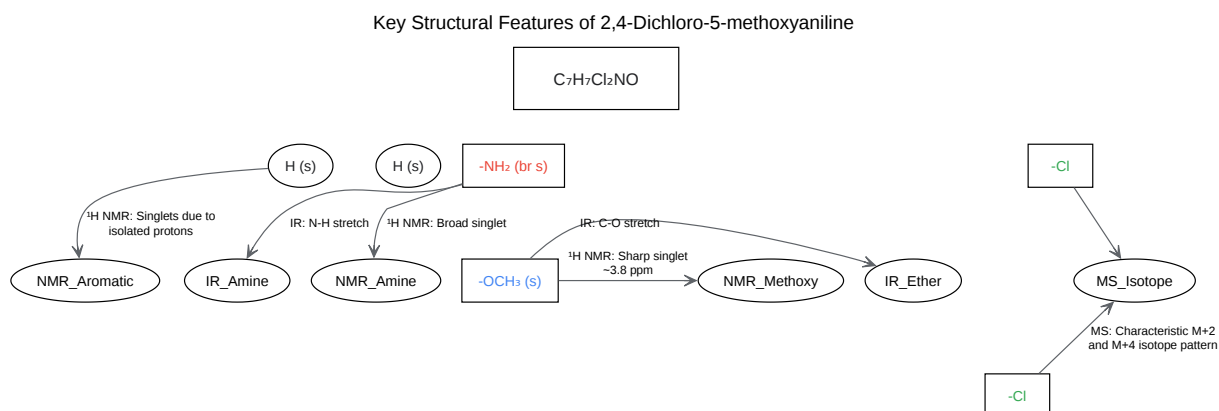 Key Structural Features of 2,4-Dichloro-5-methoxyaniline
C₇H₇Cl₂NO
H (s)
H (s)
-NH₂ (br s)
-Cl
¹H NMR: Singlets due to
isolated protons
IR: N-H stretch
¹H NMR: Broad singlet
IR: C-O stretch
¹H NMR: Sharp singlet
~3.8 ppm
NMR_Aromatic
IR_Amine
NMR_Amine
-OCH₃ (s)
NMR_Methoxy
IR_Ether
MS_Isotope
MS: Characteristic M+2
and M+4 isotope pattern
-Cl